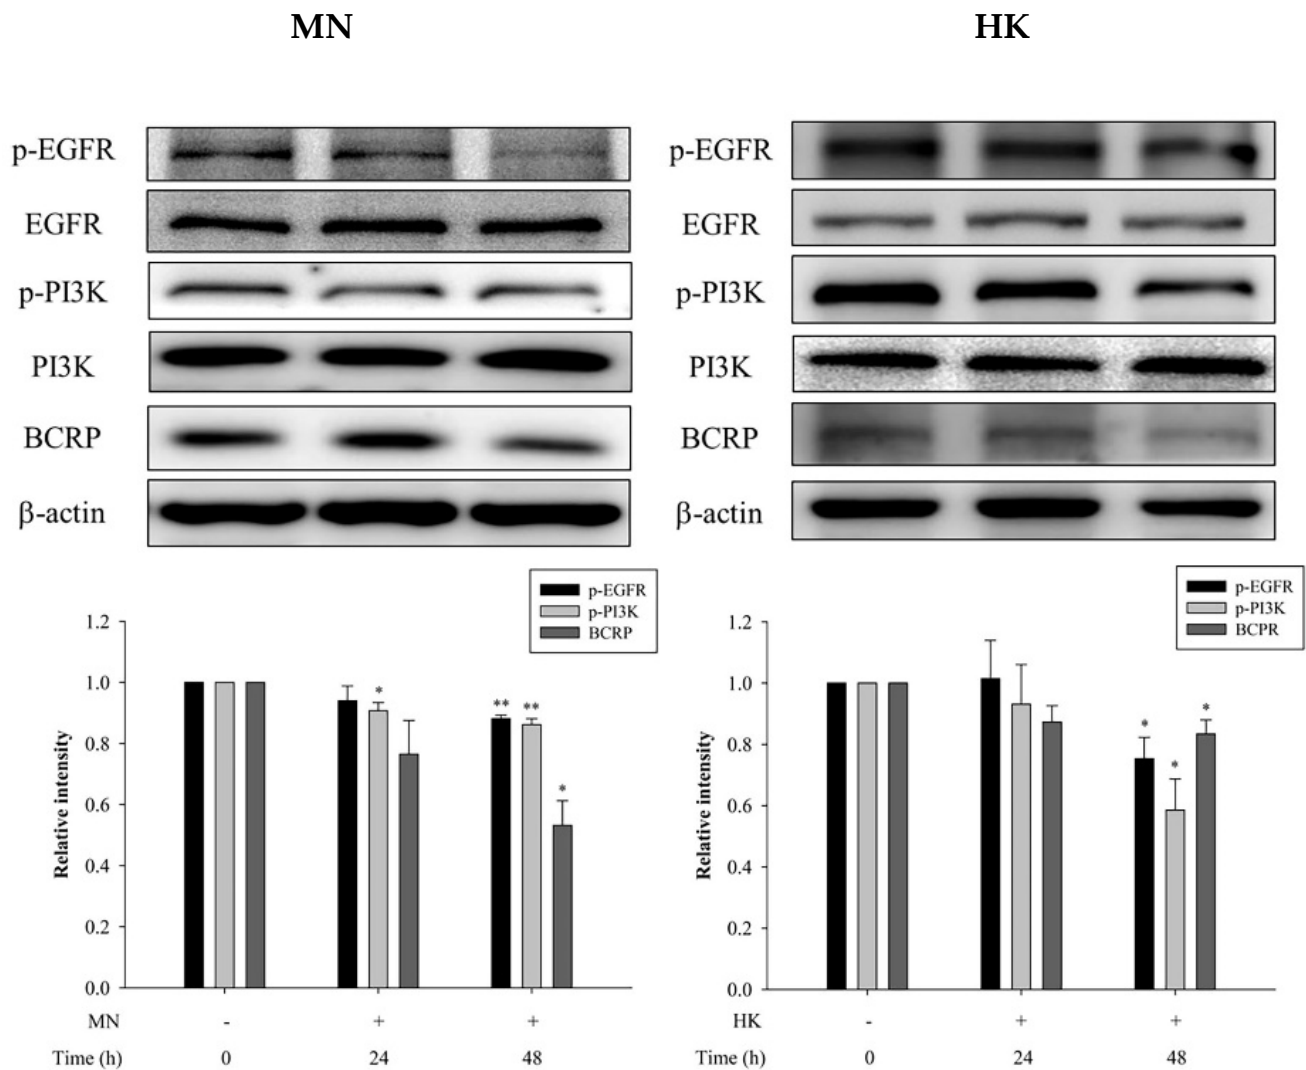 MN
p-EGFR
EGFR
p-PI3K
PI3K
BCRP
β-actin
p-EGFR
p-PI3K
BCRP
Relative intensity
1.2
1.0
0.8
0.6
0.4
0.2
0.0
*
** **
*
MN - + +
Time (h) 0 24 48
HK
p-EGFR
EGFR
p-PI3K
PI3K
BCRP
β-actin
p-EGFR
p-PI3K
BCPR
Relative intensity
1.2
1.0
0.8
0.6
0.4
0.2
0.0
*
*
*
HK - + +
Time (h) 0 24 48